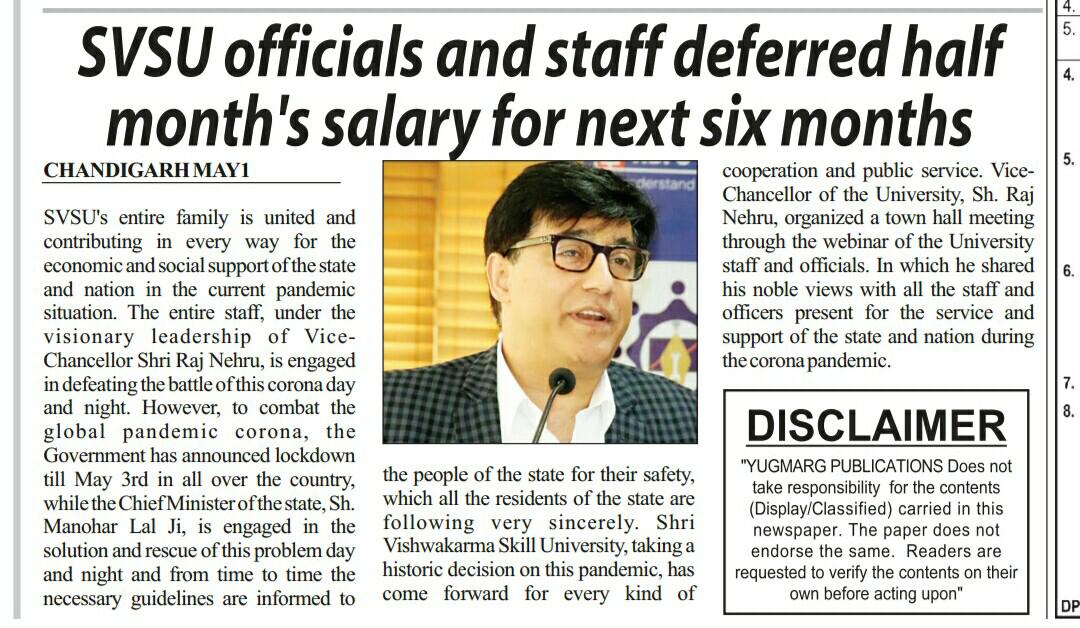 SVSU officials and staff deferred half
month's salary for next six months
CHANDIGARH MAY1
SVSU's entire family is united and
contributing in every way for the
economic and social support of the state
and nation in the current pandemic
situation. The entire staff, under the
visionary leadership of Vice-
Chancellor Shri Raj Nehru, is engaged
in defeating the battle of this corona day
and night. However, to combat the
global pandemic corona, the
Government has announced lockdown
till May 3rd in all over the country,
while the Chief Minister of the state, Sh.
Manohar Lal Ji, is engaged in the
solution and rescue of this problem day
and night and from time to time the
necessary guidelines are informed to
derstand
the people of the state for their safety,
which all the residents of the state are
following very sincerely. Shri
Vishwakarma Skill University, taking a
historic decision on this pandemic, has
come forward for every kind of
cooperation and public service. Vice-
Chancellor of the University, Sh. Raj
Nehru, organized a town hall meeting
through the webinar of the University
staff and officials. In which he shared
his noble views with all the staff and
officers present for the service and
support of the state and nation during
the corona pandemic.
DISCLAIMER
"YUGMARG PUBLICATIONS Does not
take responsibility for the contents
(Display/Classified) carried in this
newspaper. The paper does not
endorse the same. Readers are
requested to verify the contents on their
own before acting upon"
4.
5.
4.
5.
6.
7.
8.
DP